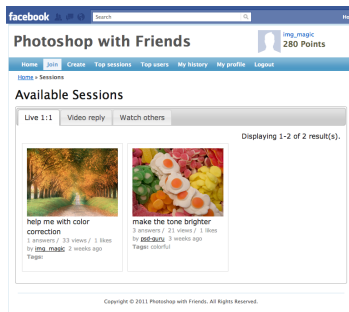 facebook
Search
He
Photoshop with Friends
img_magic
280 Points
Home Join Create Top sessions Top users My history My profile Logout
Home » Sessions
Available Sessions
Live 1:1 Video reply Watch others
Displaying 1-2 of 2 result(s).
help me with color
correction
1 answers / 33 views / 1 likes
by img_magic 2 weeks ago
Tags:
make the tone brighter
3 answers / 21 views / 1 likes
by psd-guru 3 weeks ago
Tags: colorful
Copyright © 2011 Photoshop with Friends. All Rights Reserved.